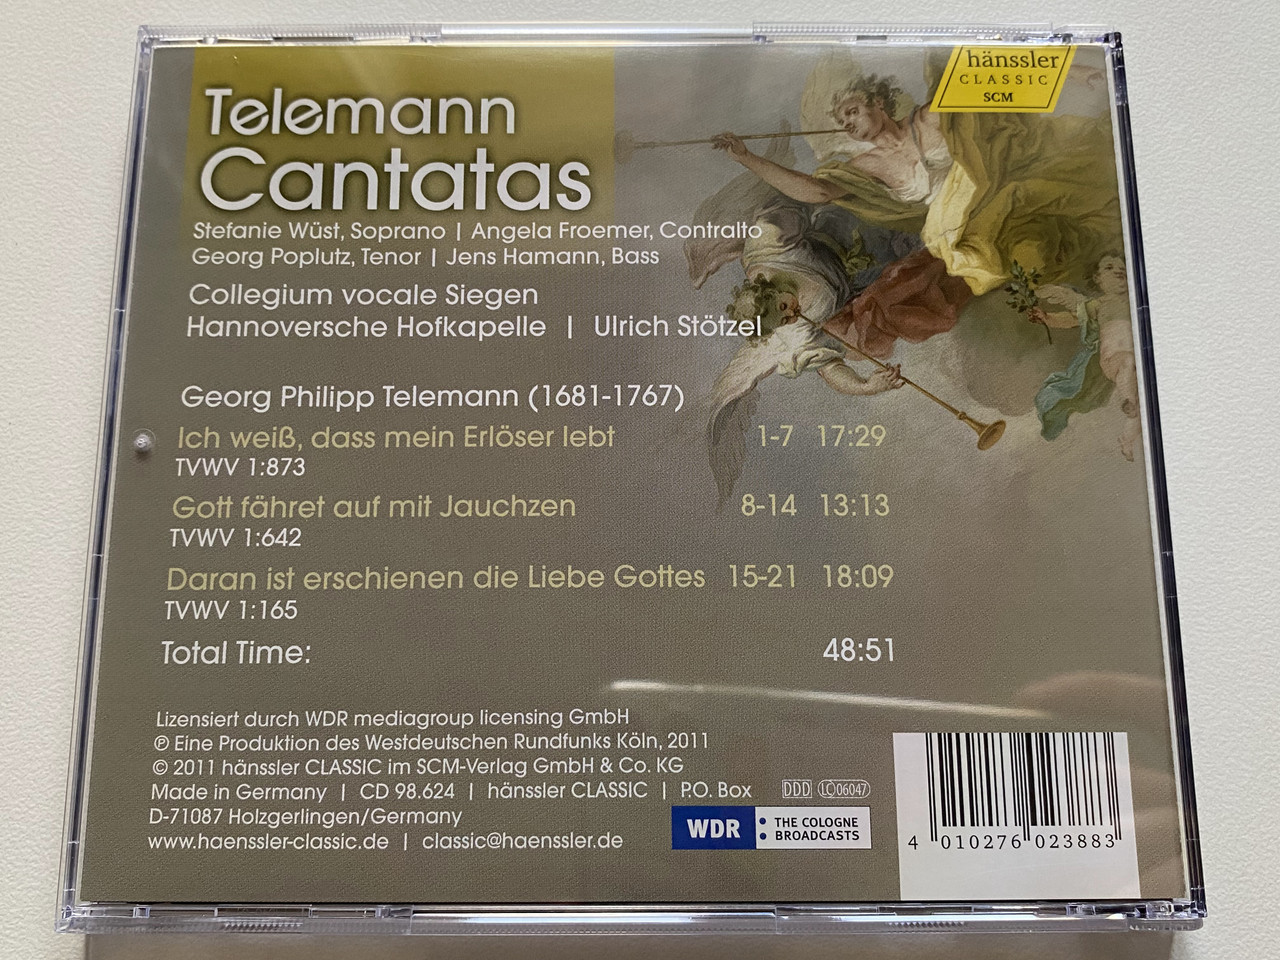 hänssler
CLASSIC
SCM
Telemann
Cantatas
Stefanie Wüst, Soprano | Angela Froemer, Contralto
Georg Poplutz, Tenor | Jens Hamann, Bass
Collegium vocale Siegen
Hannoversche Hofkapelle | Ulrich Stötzel
Georg Philipp Telemann (1681-1767)
Ich weiß, dass mein Erlöser lebt 1-7 17:29
TVWV 1:873
Gott fähret auf mit Jauchzen 8-14 13:13
TVWV 1:642
Daran ist erschienen die Liebe Gottes 15-21 18:09
TVWV 1:165
Total Time: 48:51
Lizensiert durch WDR mediagroup licensing GmbH
℗ Eine Produktion des Westdeutschen Rundfunks Köln, 2011
© 2011 hänssler CLASSIC im SCM-Verlag GmbH & Co. KG
Made in Germany | CD 98.624 | hänssler CLASSIC | P.O. Box DDD LC06047
D-71087 Holzgerlingen/Germany
www.haenssler-classic.de | classic@haenssler.de
WDR THE COLOGNE
BROADCASTS
4 010276 023883